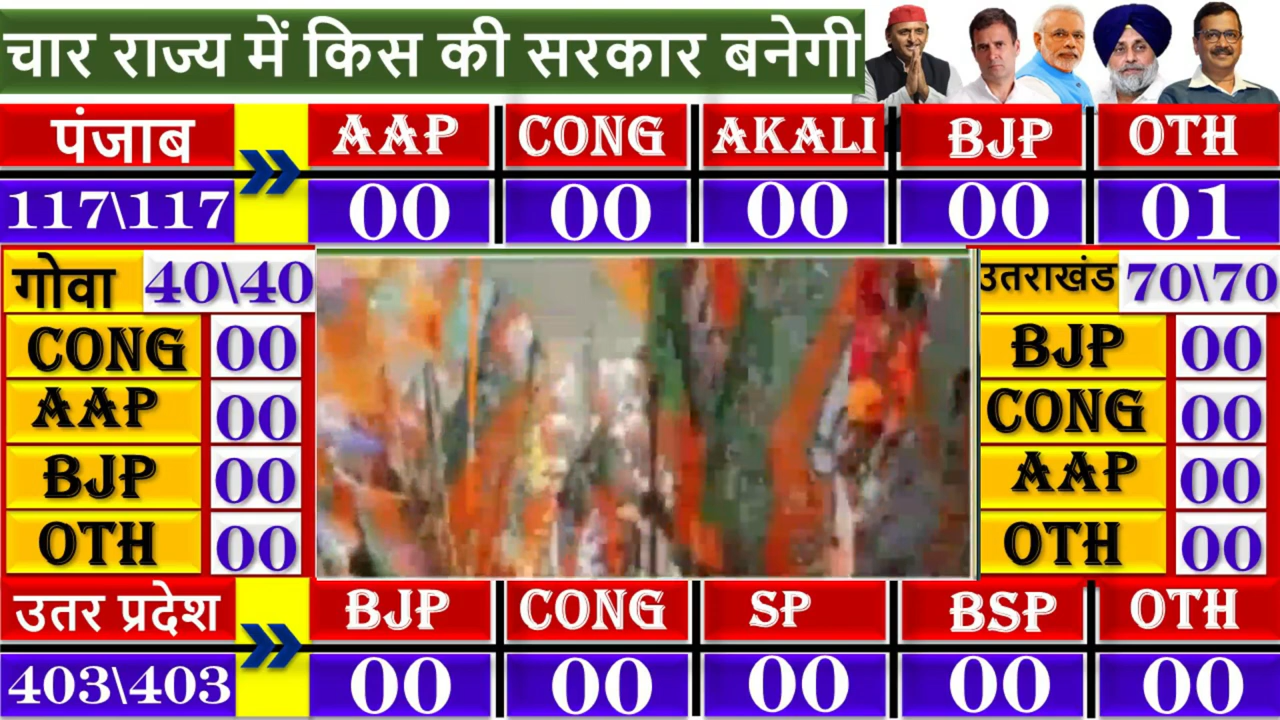 चार राज्य में किस की सरकार बनेगी
पंजाब AAP CONG AKALI BJP OTH
117\117 00 00 00 00 01
गोवा 40\40
CONG 00
AAP 00
BJP 00
OTH 00
उतराखंड 70\70
BJP 00
CONG 00
AAP 00
OTH 00
उतर प्रदेश BJP CONG SP BSP OTH
403\403 00 00 00 00 00